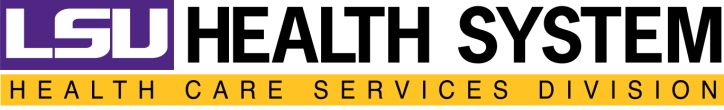 LSU HEALTH SYSTEM
HEALTH CARE SERVICES DIVISION